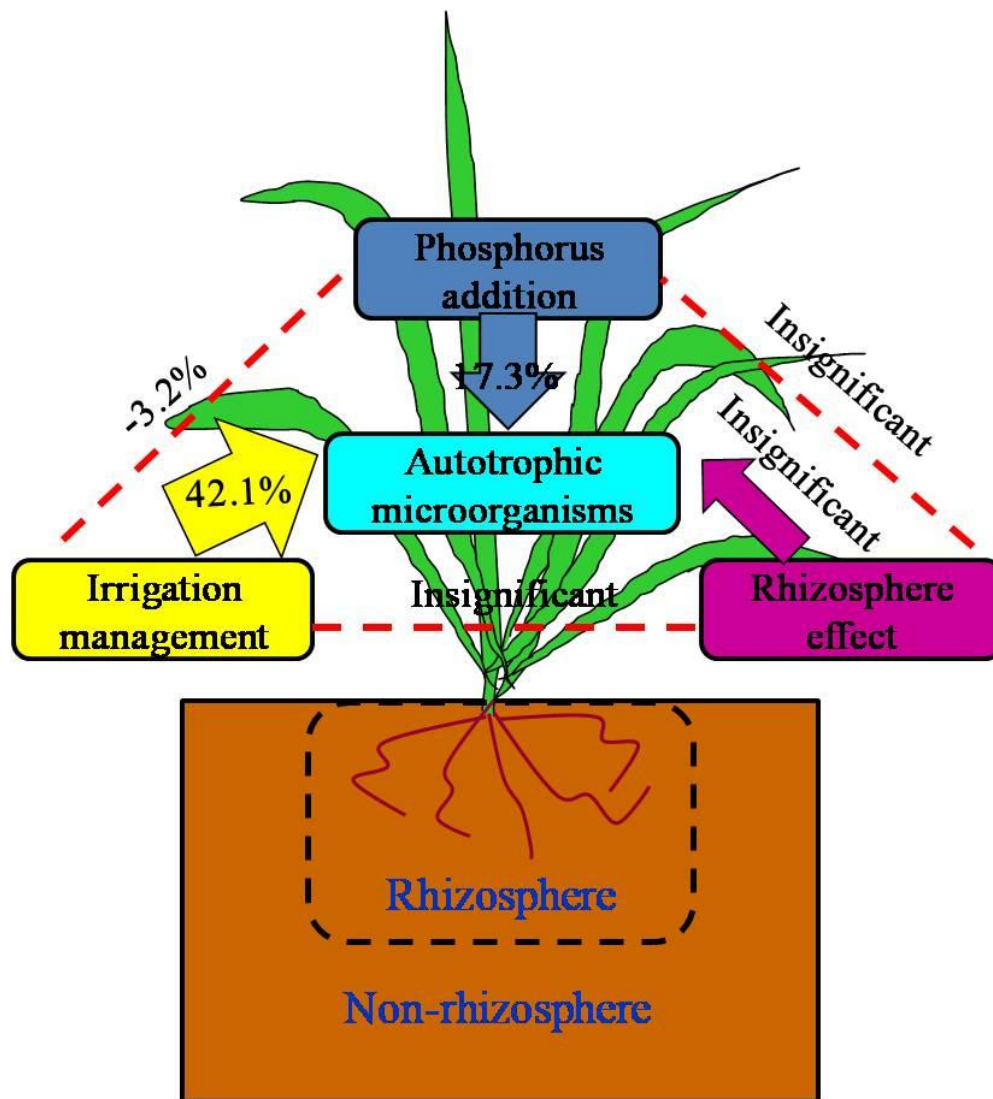 Phosphorus
addition
Insignificant
-3.2%
17.3%
Insignificant
Autotrophic
microorganisms
42.1%
Irrigation
management
Insignificant
Rhizosphere
effect
Rhizosphere
Non-rhizosphere